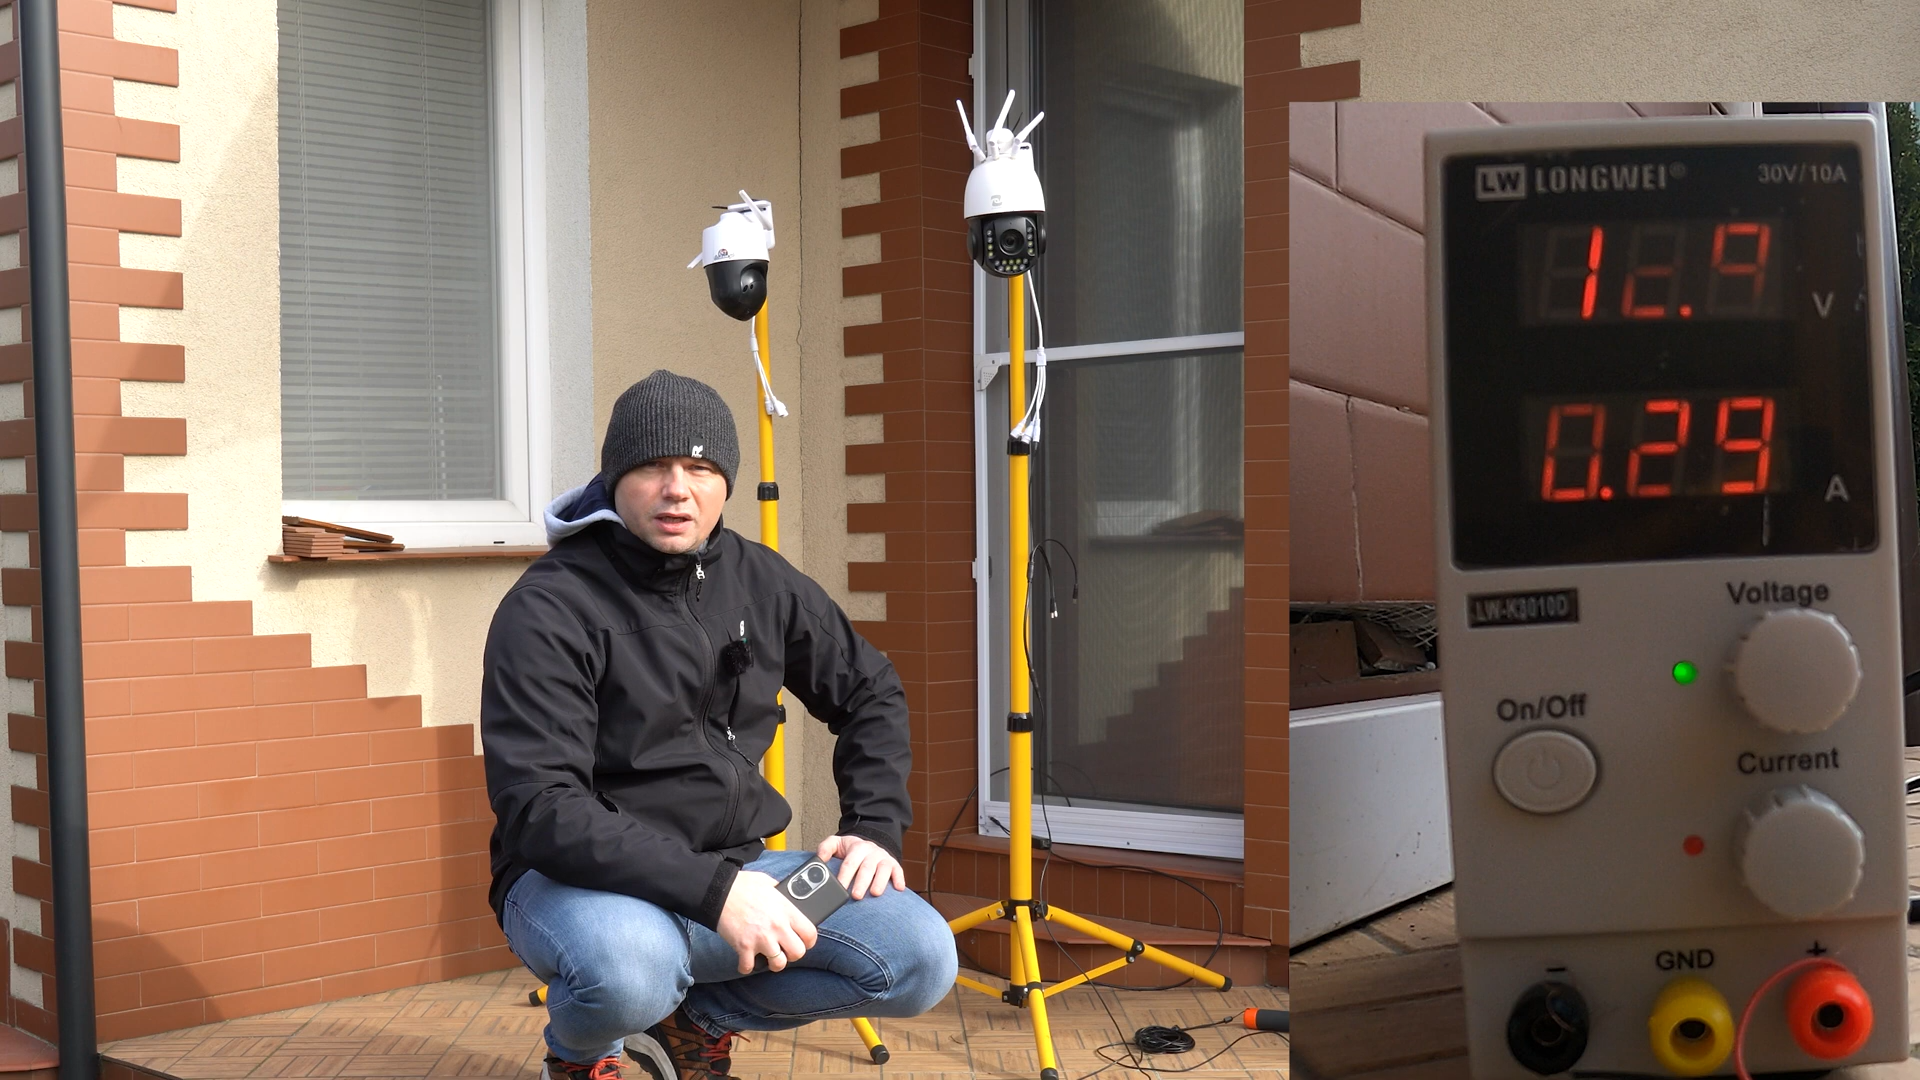 LW LONGWEI®
30V/10A
12.9
V
0.29
A
LW-K3010D
Voltage
On/Off
Current
GND
- +